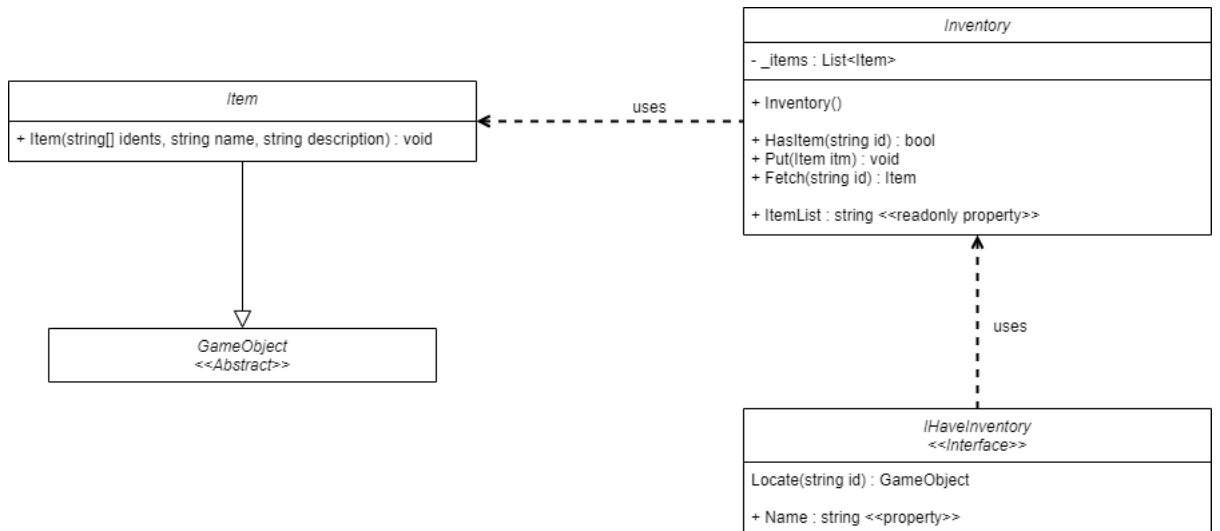 Inventory
- _items : List<Item>
+ Inventory()
+ HasItem(string id) : bool
+ Put(Item itm) : void
+ Fetch(string id) : Item
+ ItemList : string <<readonly property>>
uses
Item
+ Item(string[] idents, string name, string description) : void
GameObject
<<Abstract>>
uses
IHaveInventory
<<Interface>>
Locate(string id) : GameObject
+ Name : string <<property>>